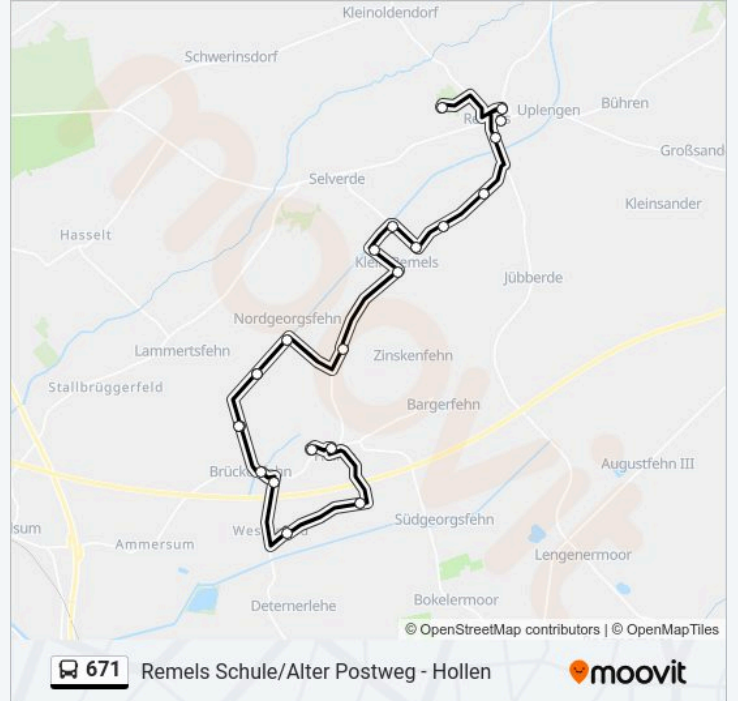 Kleinoldendorf
Schwerinsdorf
Uplengen
Bühren
Großsand
Selverde
Kleinsander
Hasselt
Jübberde
Nordgeorgsfehn
Lammertsfehn
Zinskenfehn
Stallbrüggerfeld
Bargerfehn
Augustfehn III
Südgeorgsfehn
Ammersum
Lengenermoor
Deternerlehe
Bokelermoor
moovit
© OpenStreetMap contributors | © OpenMapTiles
671 Remels Schule/Alter Postweg - Hollen
moovit